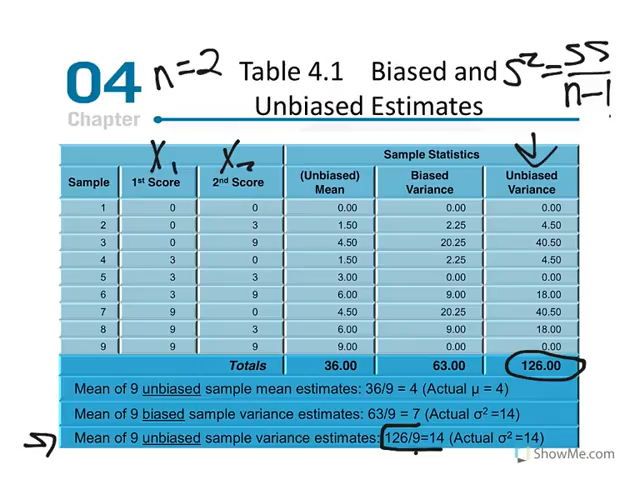 04 n=2 Table 4.1 Biased and s²=SS/n-1
Chapter Unbiased Estimates
X₁ X₂ Sample Statistics
Sample 1st Score 2nd Score (Unbiased) Mean Biased Variance Unbiased Variance
1 0 0 0.00 0.00 0.00
2 0 3 1.50 2.25 4.50
3 0 9 4.50 20.25 40.50
4 3 0 1.50 2.25 4.50
5 3 3 3.00 0.00 0.00
6 3 9 6.00 9.00 18.00
7 9 0 4.50 20.25 40.50
8 9 3 6.00 9.00 18.00
9 9 9 9.00 0.00 0.00
Totals 36.00 63.00 126.00
Mean of 9 unbiased sample mean estimates: 36/9 = 4 (Actual μ = 4)
Mean of 9 biased sample variance estimates: 63/9 = 7 (Actual σ² =14)
Mean of 9 unbiased sample variance estimates: 126/9=14 (Actual σ² =14)
ShowMe.com